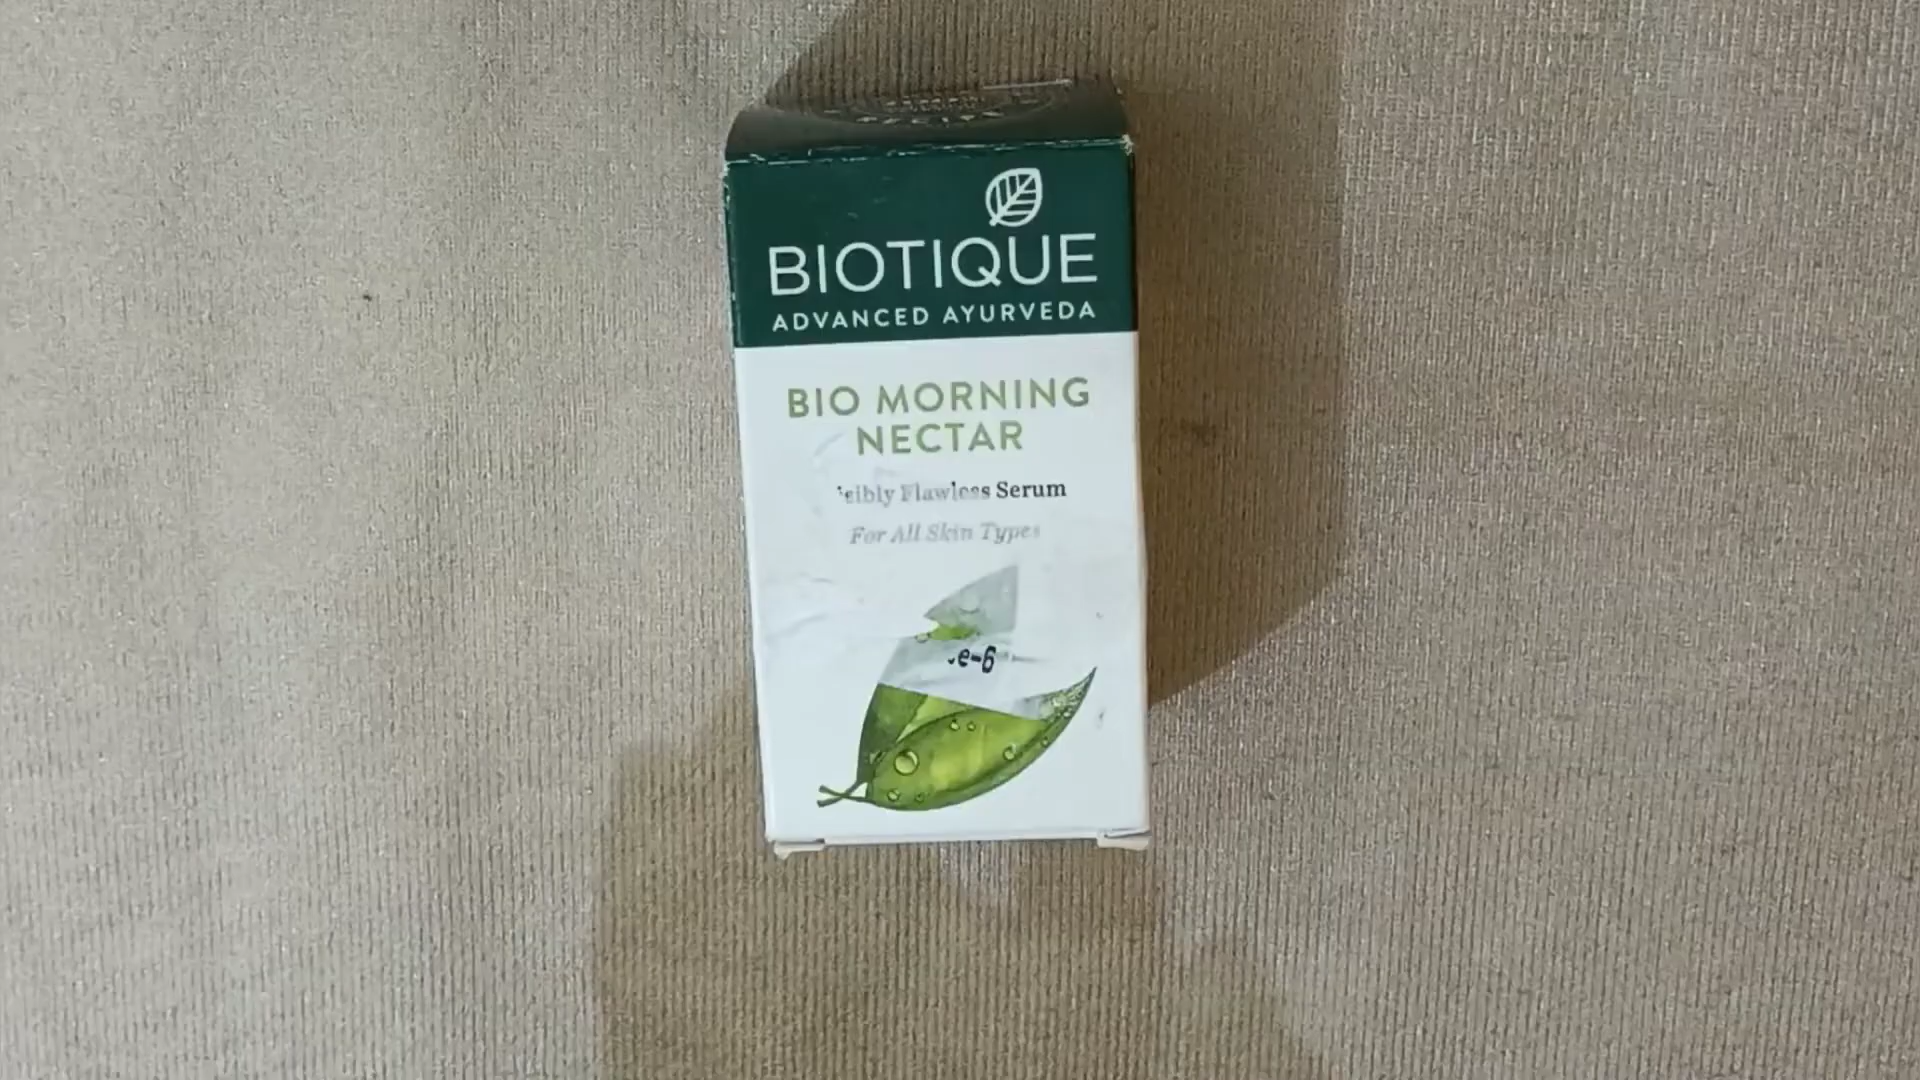 BIOTIQUE
ADVANCED AYURVEDA
BIO MORNING
NECTAR
Flawless Serum
For All Skin Types